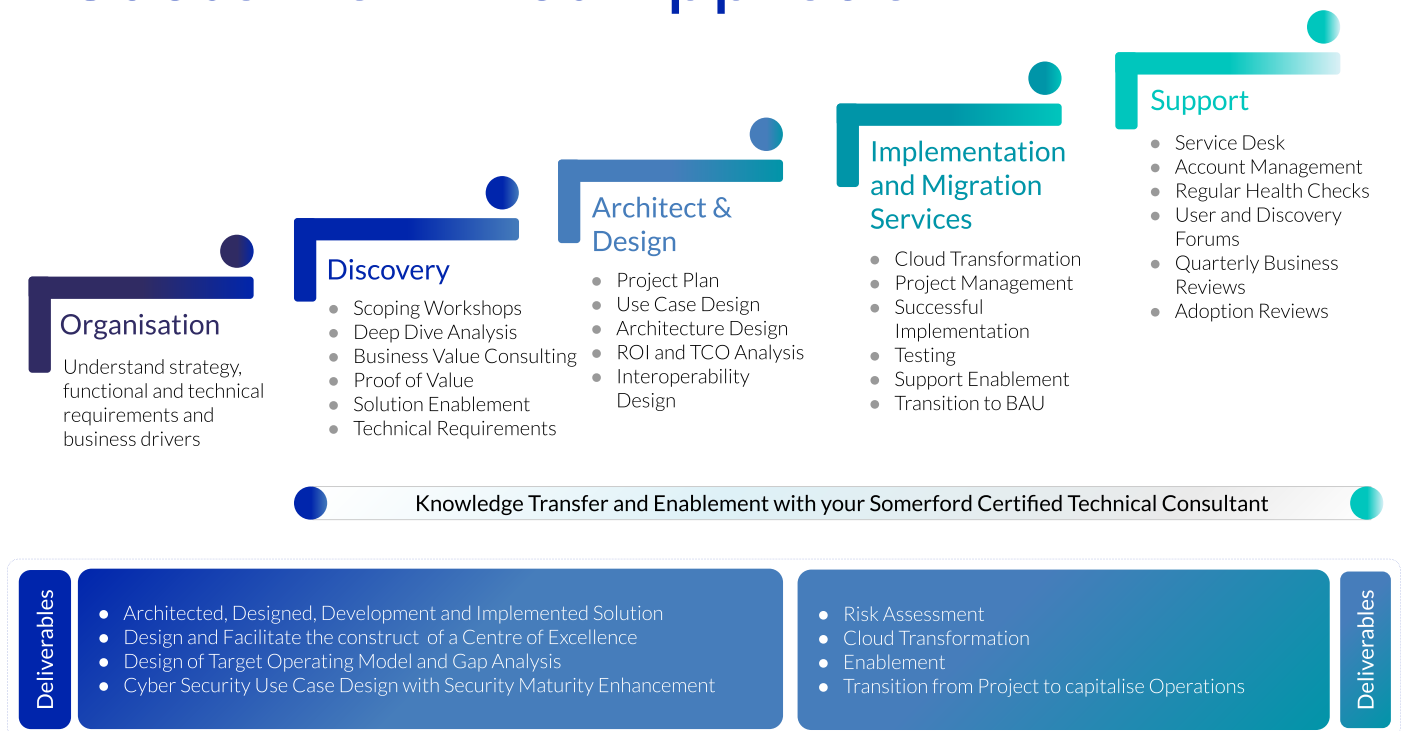 Organisation
Understand strategy,
functional and technical
requirements and
business drivers
Discovery
Scoping Workshops
Deep Dive Analysis
Business Value Consulting
Proof of Value
Solution Enablement
Technical Requirements
Architect &
Design
Project Plan
Use Case Design
Architecture Design
ROI and TCO Analysis
Interoperability
Design
Implementation
and Migration
Services
Cloud Transformation
Project Management
Successful
Implementation
Testing
Support Enablement
Transition to BAU
Support
Service Desk
Account Management
Regular Health Checks
User and Discovery
Forums
Quarterly Business
Reviews
Adoption Reviews
Knowledge Transfer and Enablement with your Somerford Certified Technical Consultant
Deliverables
Architected, Designed, Development and Implemented Solution
Design and Facilitate the construct of a Centre of Excellence
Design of Target Operating Model and Gap Analysis
Cyber Security Use Case Design with Security Maturity Enhancement
Risk Assessment
Cloud Transformation
Enablement
Transition from Project to capitalise Operations
Deliverables